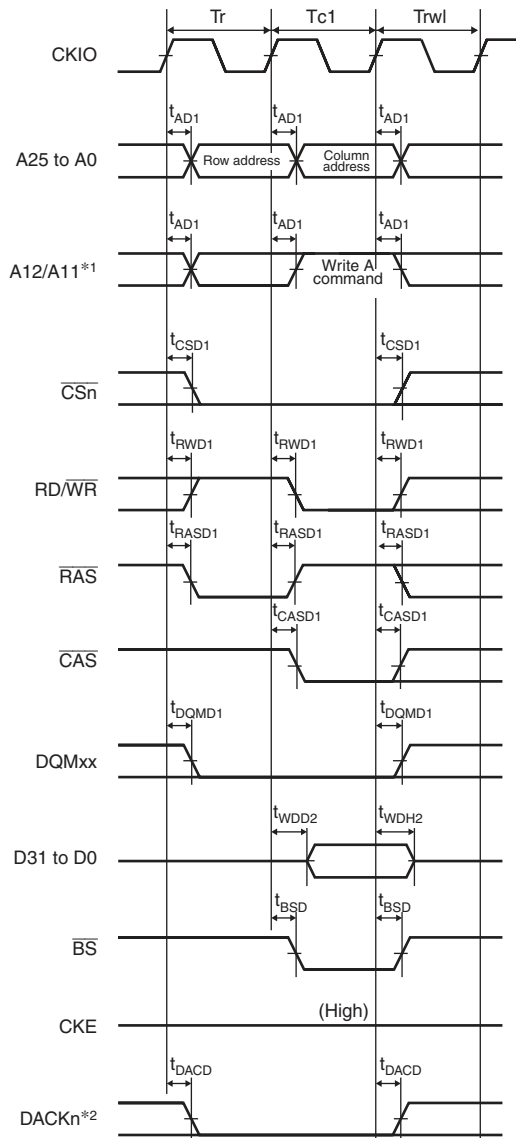 Tr Tc1 Trwl
CKIO
tAD1 tAD1 tAD1
A25 to A0 Row address Column address
tAD1 tAD1 tAD1
A12/A11*1 Write A command
tCSD1 tCSD1
CSn
tRWD1 tRWD1 tRWD1
RD/WR
tRASD1 tRASD1 tRASD1
RAS
tCASD1 tCASD1
CAS
tDQMD1 tDQMD1
DQMxx
tWDD2 tWDH2
D31 to D0
tBSD tBSD
BS
(High)
CKE
tDACD tDACD
DACKn*2